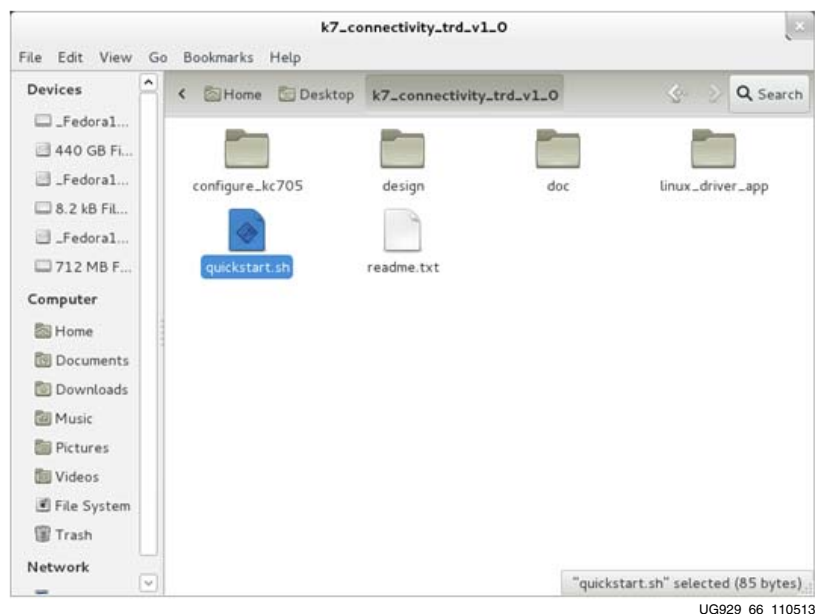 k7_connectivity_trd_v1_0
File Edit View Go Bookmarks Help
Devices
_Fedora1...
440 GB Fi...
_Fedora1...
8.2 kB Fil...
_Fedora1...
712 MB F...
Computer
Home
Documents
Downloads
Music
Pictures
Videos
File System
Trash
Network
Home Desktop k7_connectivity_trd_v1_0 Search
configure_kc705 design doc linux_driver_app
quickstart.sh readme.txt
"quickstart.sh" selected (85 bytes)
UG929_66_110513